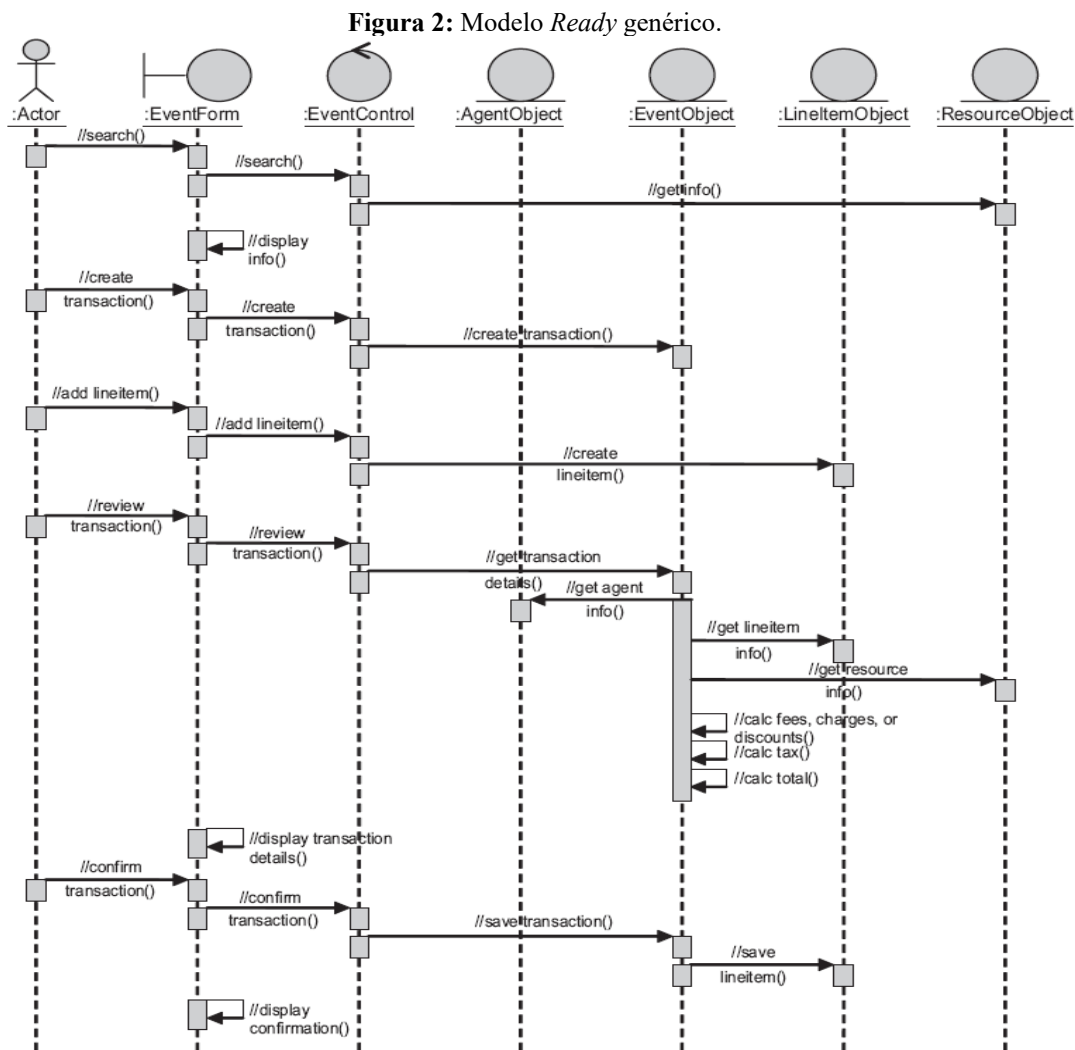 Figura 2: Modelo Ready genérico.
:Actor :EventForm :EventControl :AgentObject :EventObject :LineItemObject :ResourceObject
//search()
//search()
//get info()
//display
info()
//create
transaction()
//create
transaction()
//create transaction()
//add lineitem()
//add lineitem()
//create
lineitem()
//review
transaction()
//review
transaction()
//get transaction
details()
//get agent
info()
//get lineitem
info()
//get resource
info()
//calc fees, charges, or
discounts()
//calc tax()
//calc total()
//display transaction
details()
//confirm
transaction()
//confirm
transaction()
//save transaction()
//save
lineitem()
//display
confirmation()